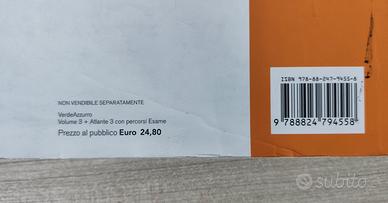 NON VENDIBILE SEPARATAMENTE
VerdeAzzurro
Volume 3 + Atlante 3 con percorsi Esame
Prezzo al pubblico Euro 24,80
ISBN 978-88-247-9455-8
9 788824 794558
subito